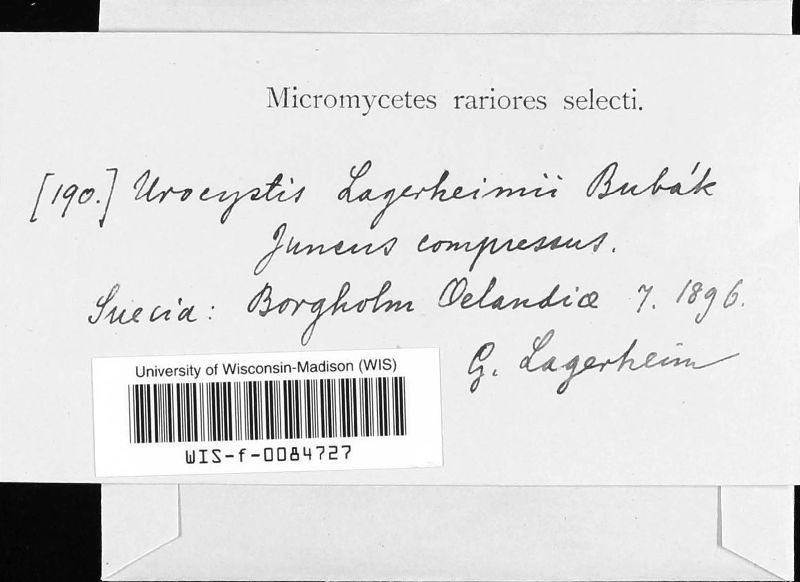 Micromycetes rariores selecti.
[190.] Urocystis Lagerheimii Bubák
Juncus compressus.
Suecia: Borgholm Oelandiæ 7. 1896.
G. Lagerheim
University of Wisconsin-Madison (WIS)
WIS-f-0084727